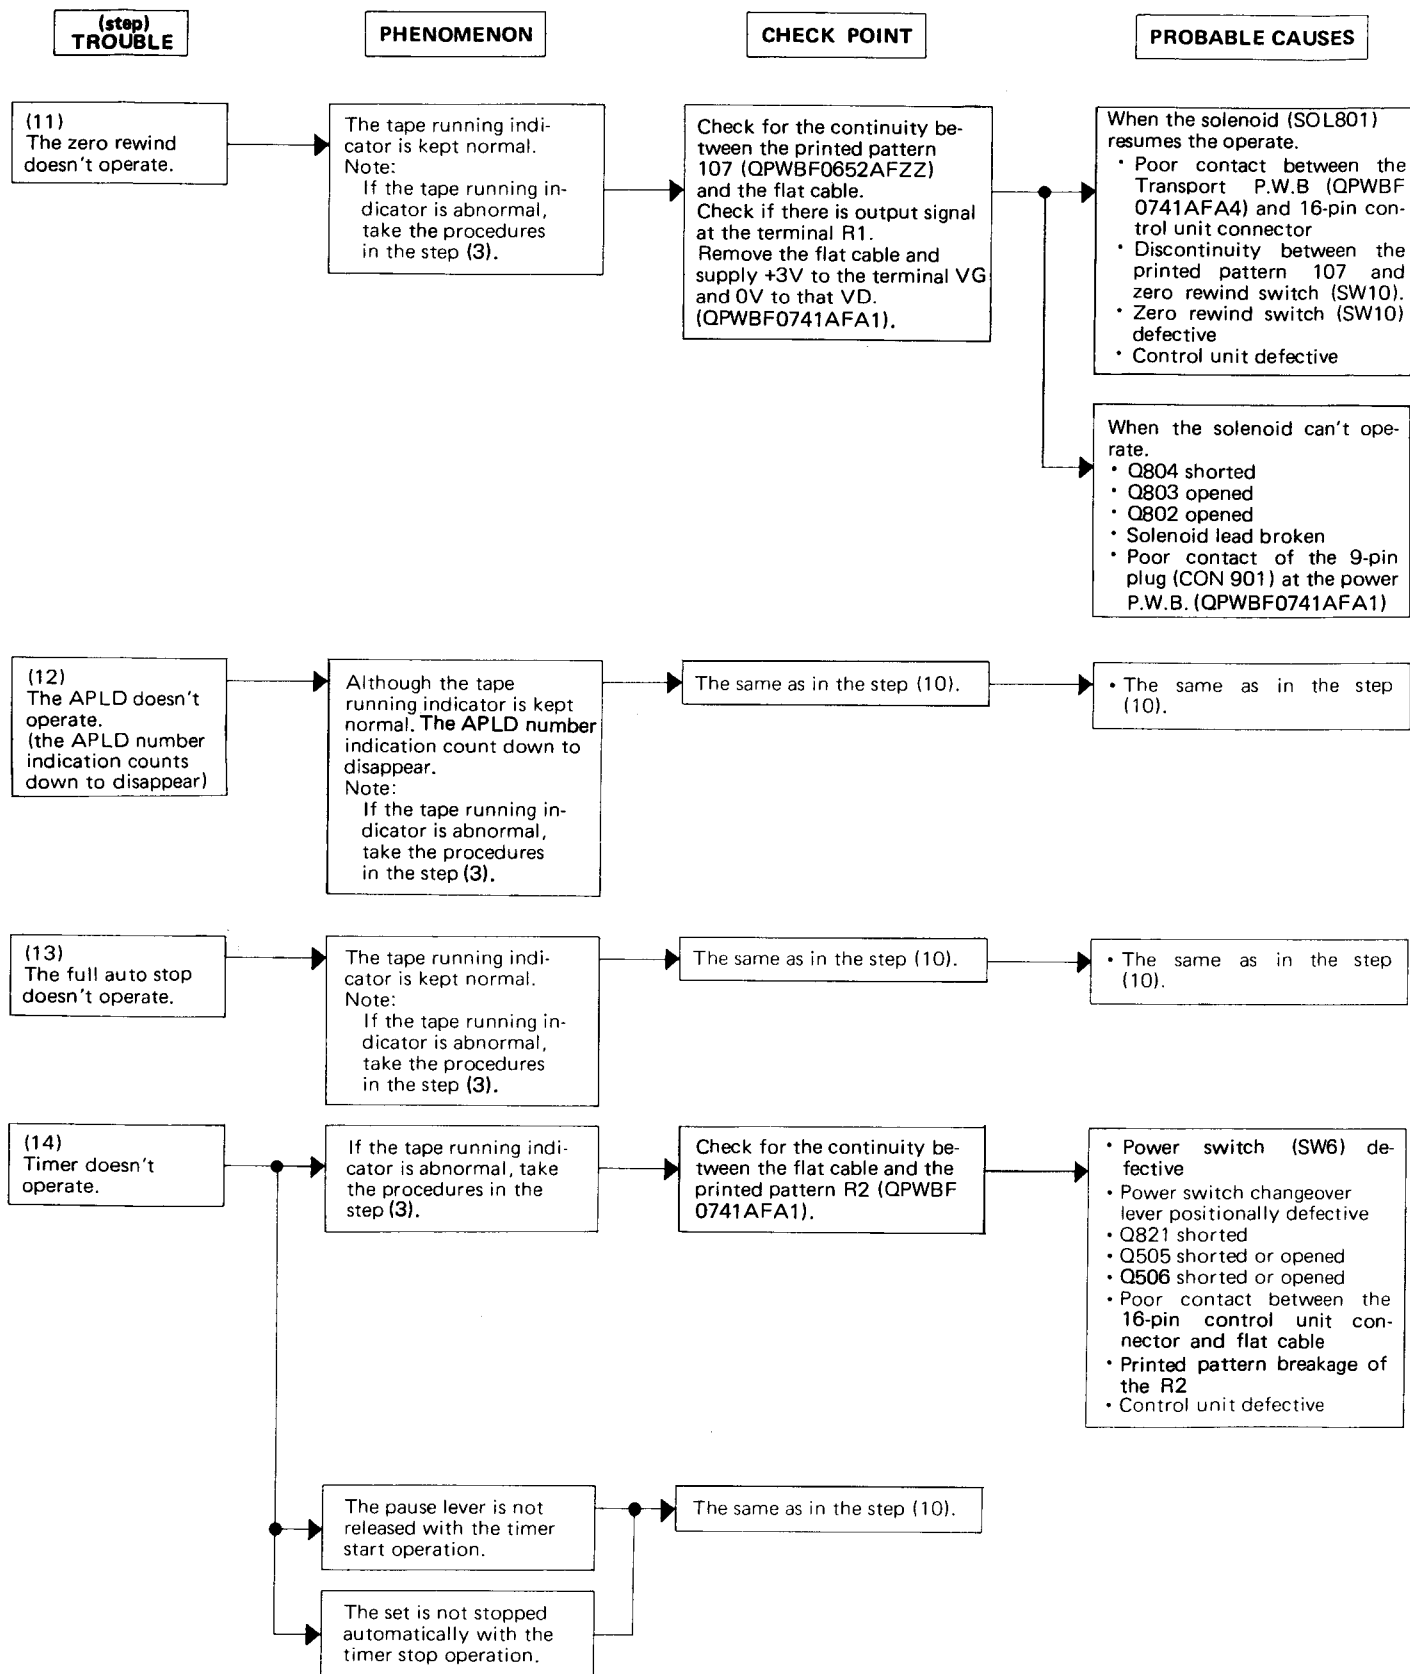 (step)
TROUBLE
PHENOMENON
CHECK POINT
PROBABLE CAUSES
(11)
The zero rewind
doesn't operate.
The tape running indi-
cator is kept normal.
Note:
If the tape running in-
dicator is abnormal,
take the procedures
in the step (3).
Check for the continuity be-
tween the printed pattern
107 (QPWBF0652AFZZ)
and the flat cable.
Check if there is output signal
at the terminal R1.
Remove the flat cable and
supply +3V to the terminal VG
and 0V to that VD.
(QPWBF0741AFA1).
When the solenoid (SOL801)
resumes the operate.
• Poor contact between the
Transport P.W.B (QPWBF
0741AFA4) and 16-pin con-
trol unit connector
• Discontinuity between the
printed pattern 107 and
zero rewind switch (SW10).
• Zero rewind switch (SW10)
defective
• Control unit defective
When the solenoid can't ope-
rate.
• Q804 shorted
• Q803 opened
• Q802 opened
• Solenoid lead broken
• Poor contact of the 9-pin
plug (CON 901) at the power
P.W.B. (QPWBF0741AFA1)
(12)
The APLD doesn't
operate.
(the APLD number
indication counts
down to disappear)
Although the tape
running indicator is kept
normal. The APLD number
indication count down to
disappear.
Note:
If the tape running in-
dicator is abnormal,
take the procedures
in the step (3).
The same as in the step (10).
• The same as in the step
(10).
(13)
The full auto stop
doesn't operate.
The tape running indi-
cator is kept normal.
Note:
If the tape running in-
dicator is abnormal,
take the procedures
in the step (3).
The same as in the step (10).
• The same as in the step
(10).
(14)
Timer doesn't
operate.
If the tape running indi-
cator is abnormal, take
the procedures in the
step (3).
Check for the continuity be-
tween the flat cable and the
printed pattern R2 (QPWBF
0741AFA1).
• Power switch (SW6) de-
fective
• Power switch changeover
lever positionally defective
• Q821 shorted
• Q505 shorted or opened
• Q506 shorted or opened
• Poor contact between the
16-pin control unit con-
nector and flat cable
• Printed pattern breakage of
the R2
• Control unit defective
The pause lever is not
released with the timer
start operation.
The same as in the step (10).
The set is not stopped
automatically with the
timer stop operation.